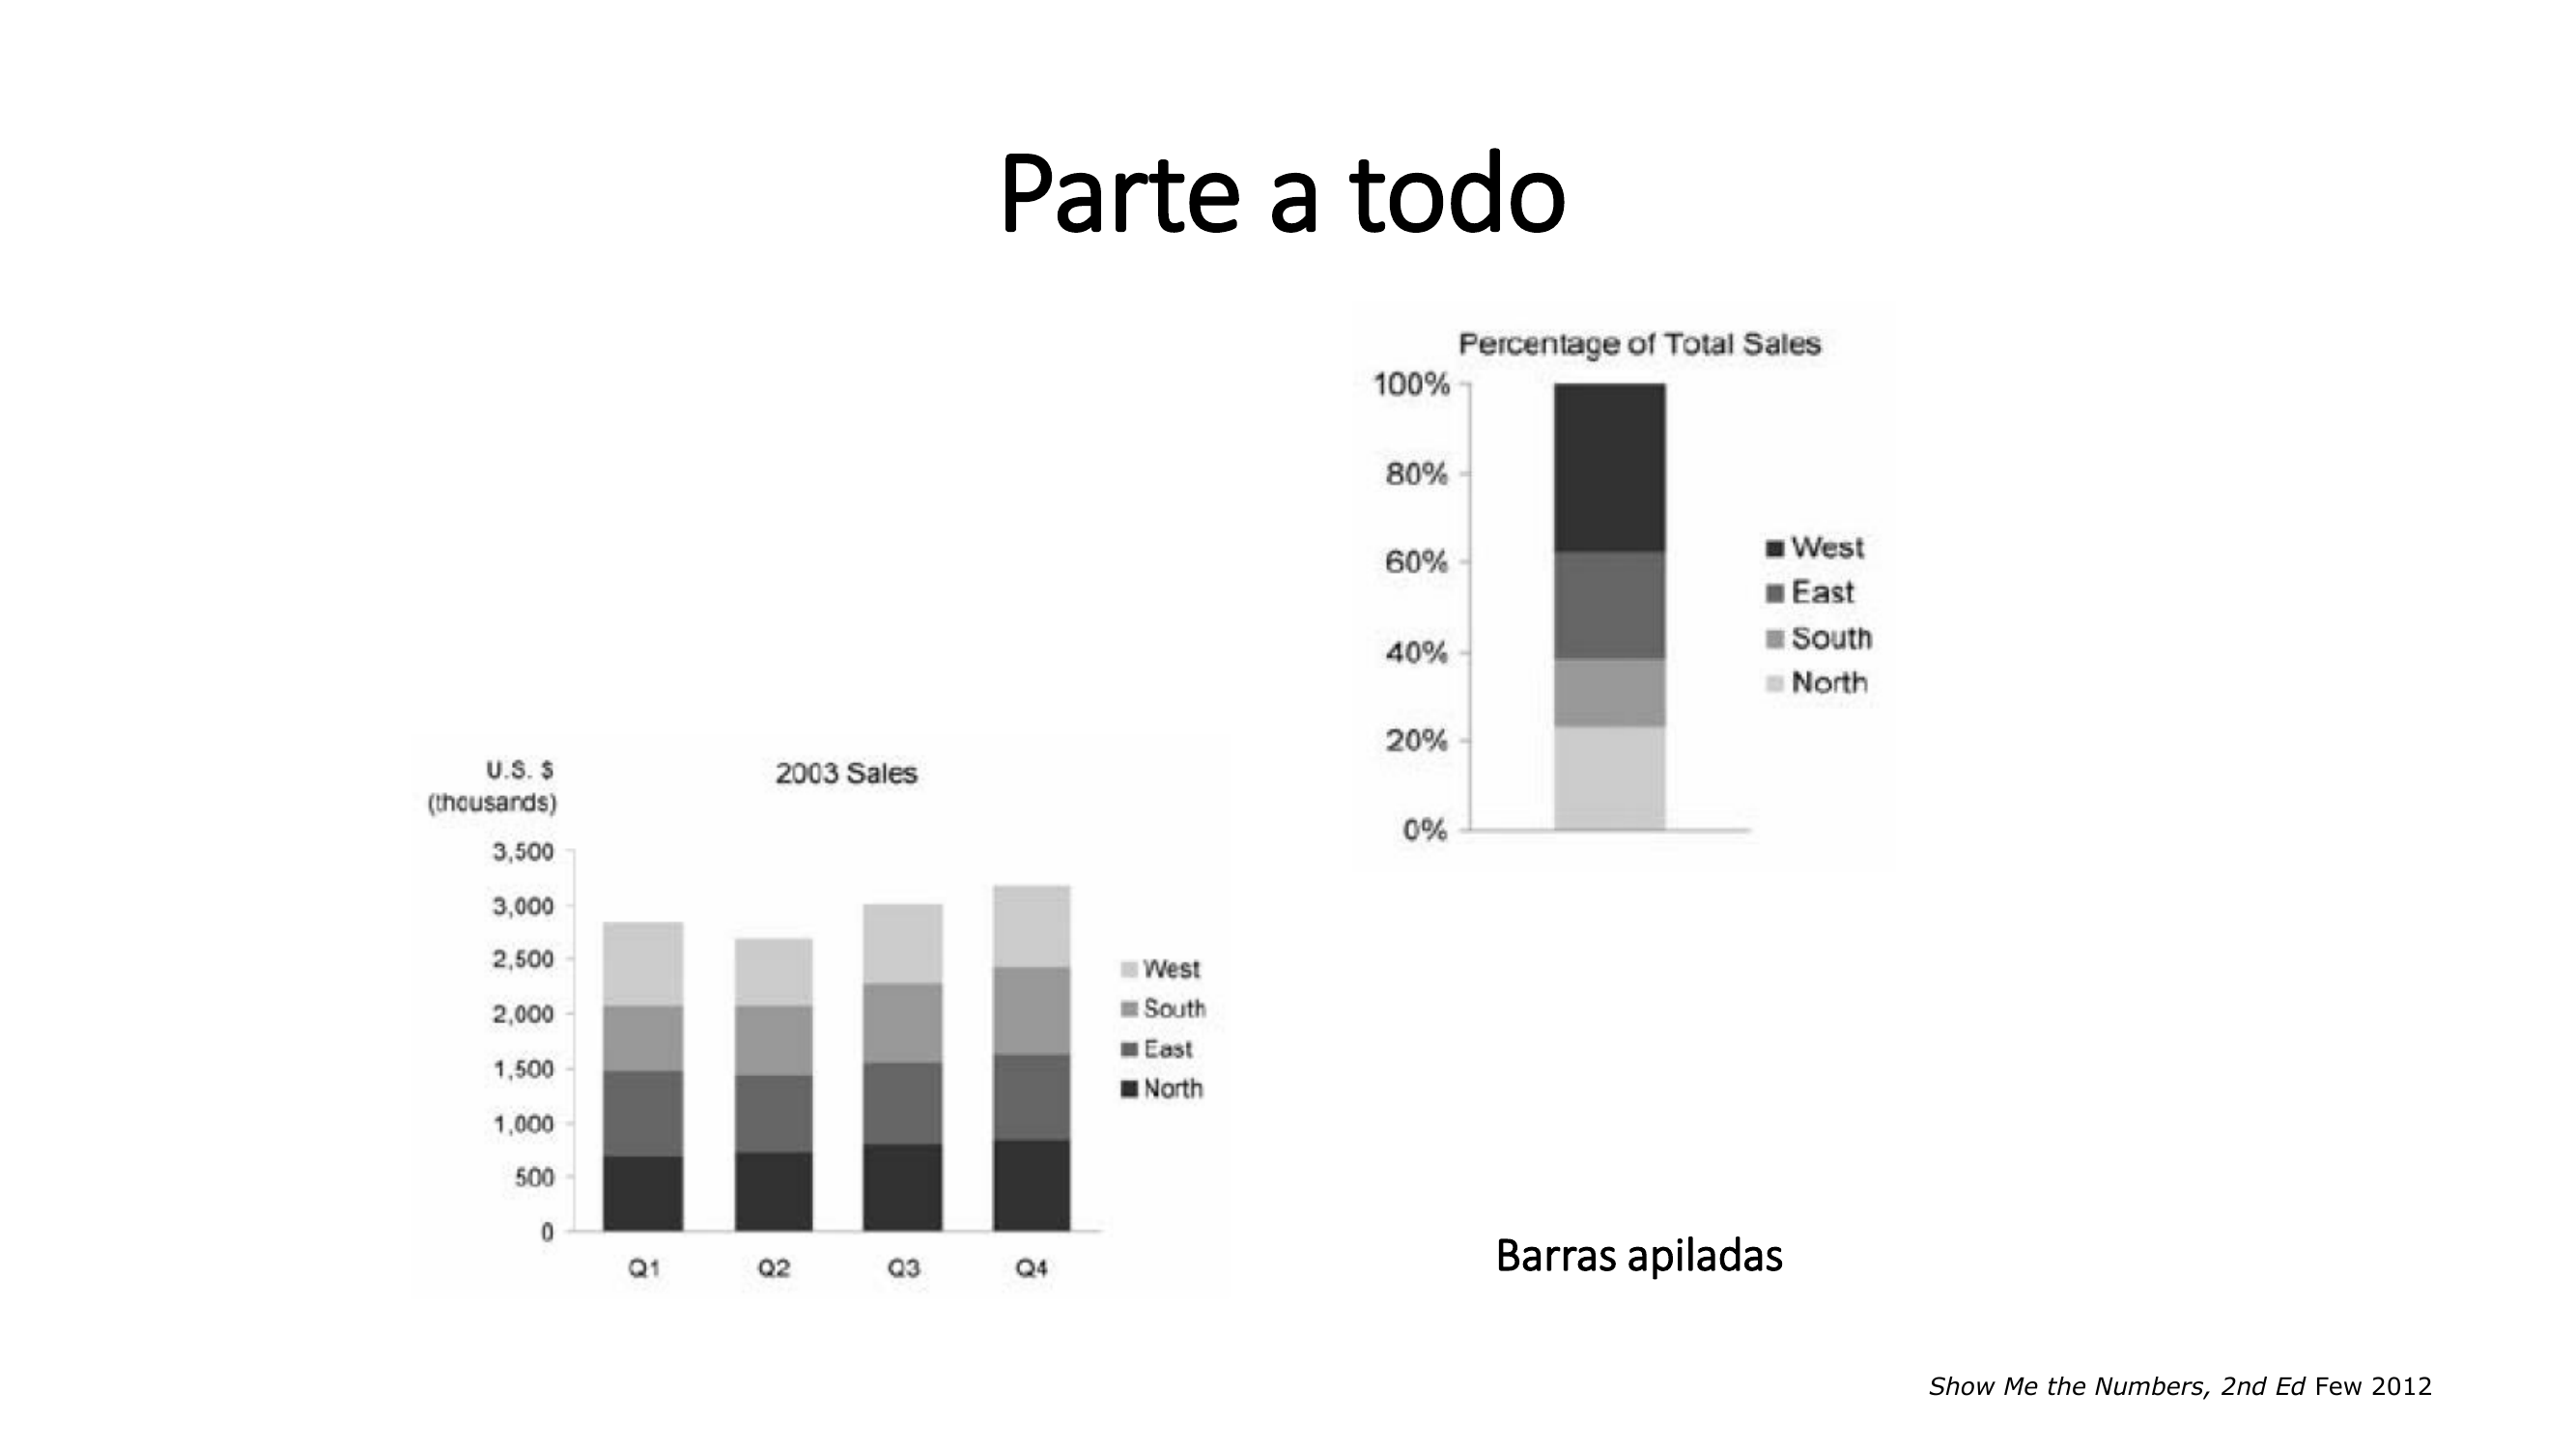 Parte a todo
Percentage of Total Sales
100%
80%
60%
40%
20%
0%
West
East
South
North
U.S. $
(thousands)
2003 Sales
3,500
3,000
2,500
2,000
1,500
1,000
500
0
Q1 Q2 Q3 Q4
West
South
East
North
Barras apiladas
Show Me the Numbers, 2nd Ed Few 2012